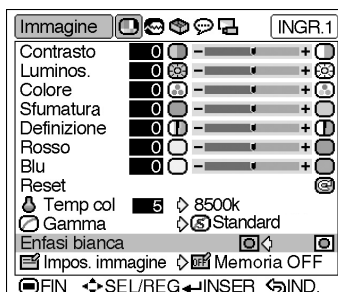 Immagine INGR.1
Contrasto 0 - +
Luminos. 0 - +
Colore 0 - +
Sfumatura 0 - +
Definizione 0 - +
Rosso 0 - +
Blu 0 - +
Reset
Temp col 5 8500k
Gamma S Standard
Enfasi bianca
Impos. immagine OFF Memoria OFF
FIN SEL/REG INSER IND.